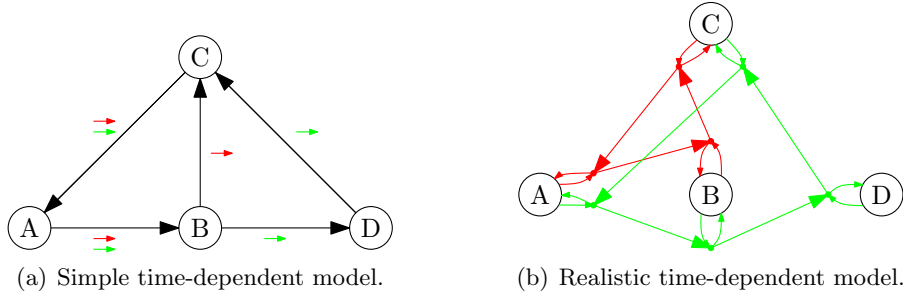 C
A
B
D
(a) Simple time-dependent model.
C
A
B
D
(b) Realistic time-dependent model.